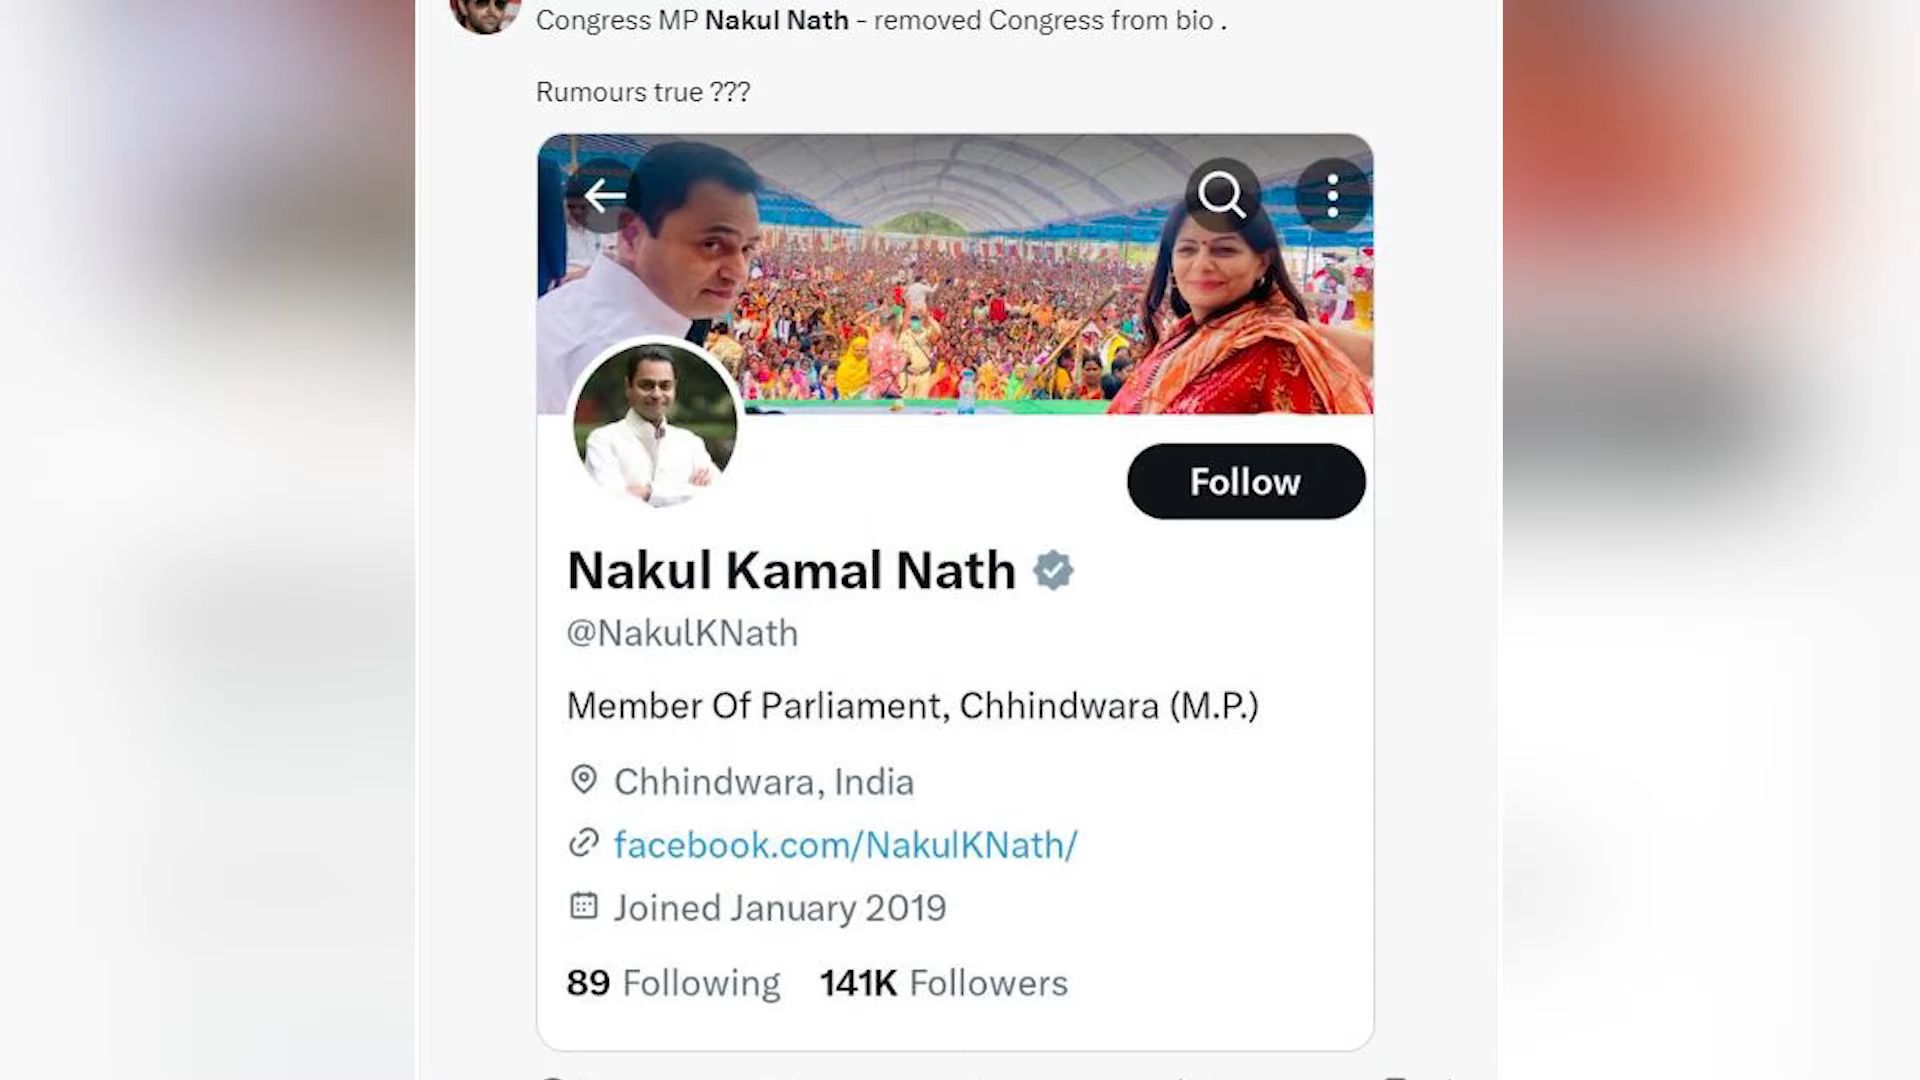 Congress MP Nakul Nath - removed Congress from bio .
Rumours true ???
Follow
Nakul Kamal Nath
@NakulKNath
Member Of Parliament, Chhindwara (M.P.)
Chhindwara, India
facebook.com/NakulKNath/
Joined January 2019
89 Following 141K Followers